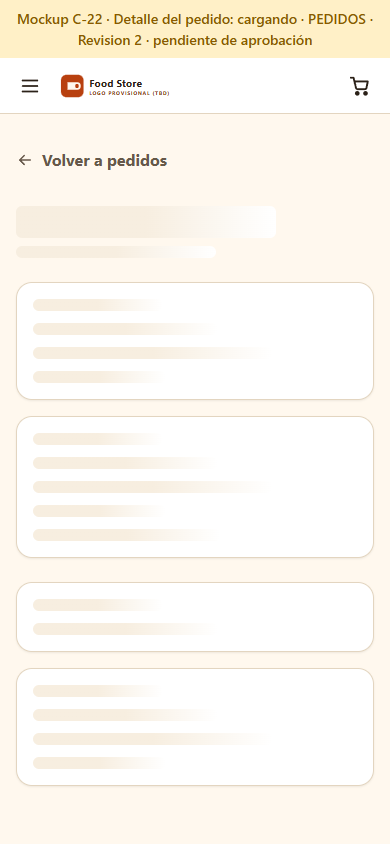 Mockup C-22 · Detalle del pedido: cargando · PEDIDOS ·
Revision 2 · pendiente de aprobación
Food Store
LOGO PROVISIONAL (TBD)
Volver a pedidos